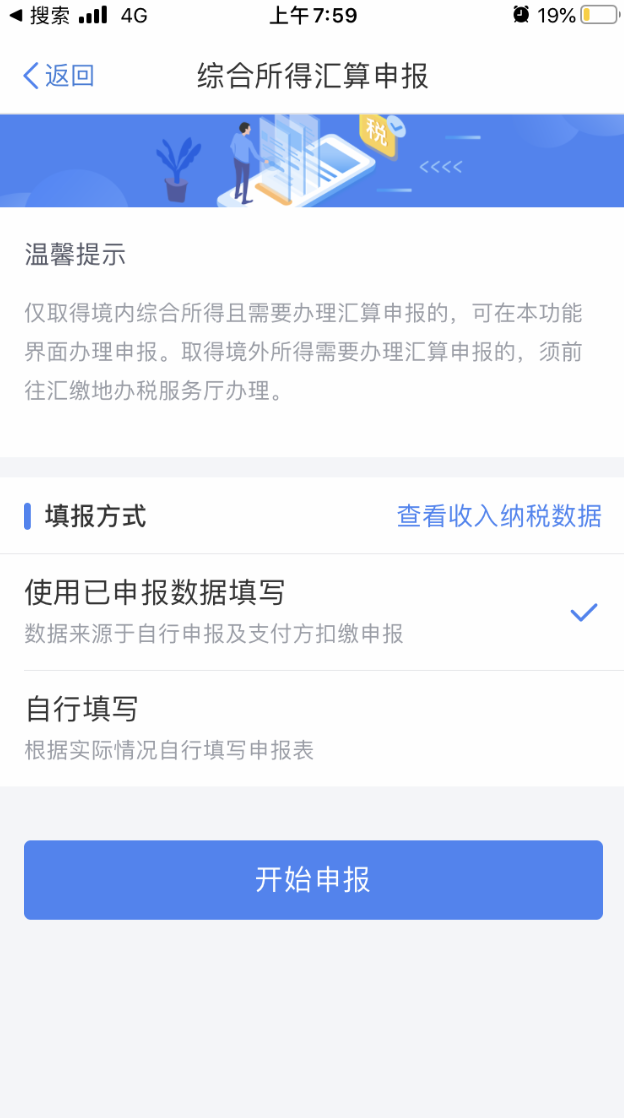 搜索 4G 上午7:59 19%
返回 综合所得汇算申报
税
<<<<
温馨提示
仅取得境内综合所得且需要办理汇算申报的，可在本功能
界面办理申报。取得境外所得需要办理汇算申报的，须前
往汇缴地办税服务厅办理。
填报方式 查看收入纳税数据
使用已申报数据填写
数据来源于自行申报及支付方扣缴申报
自行填写
根据实际情况自行填写申报表
开始申报